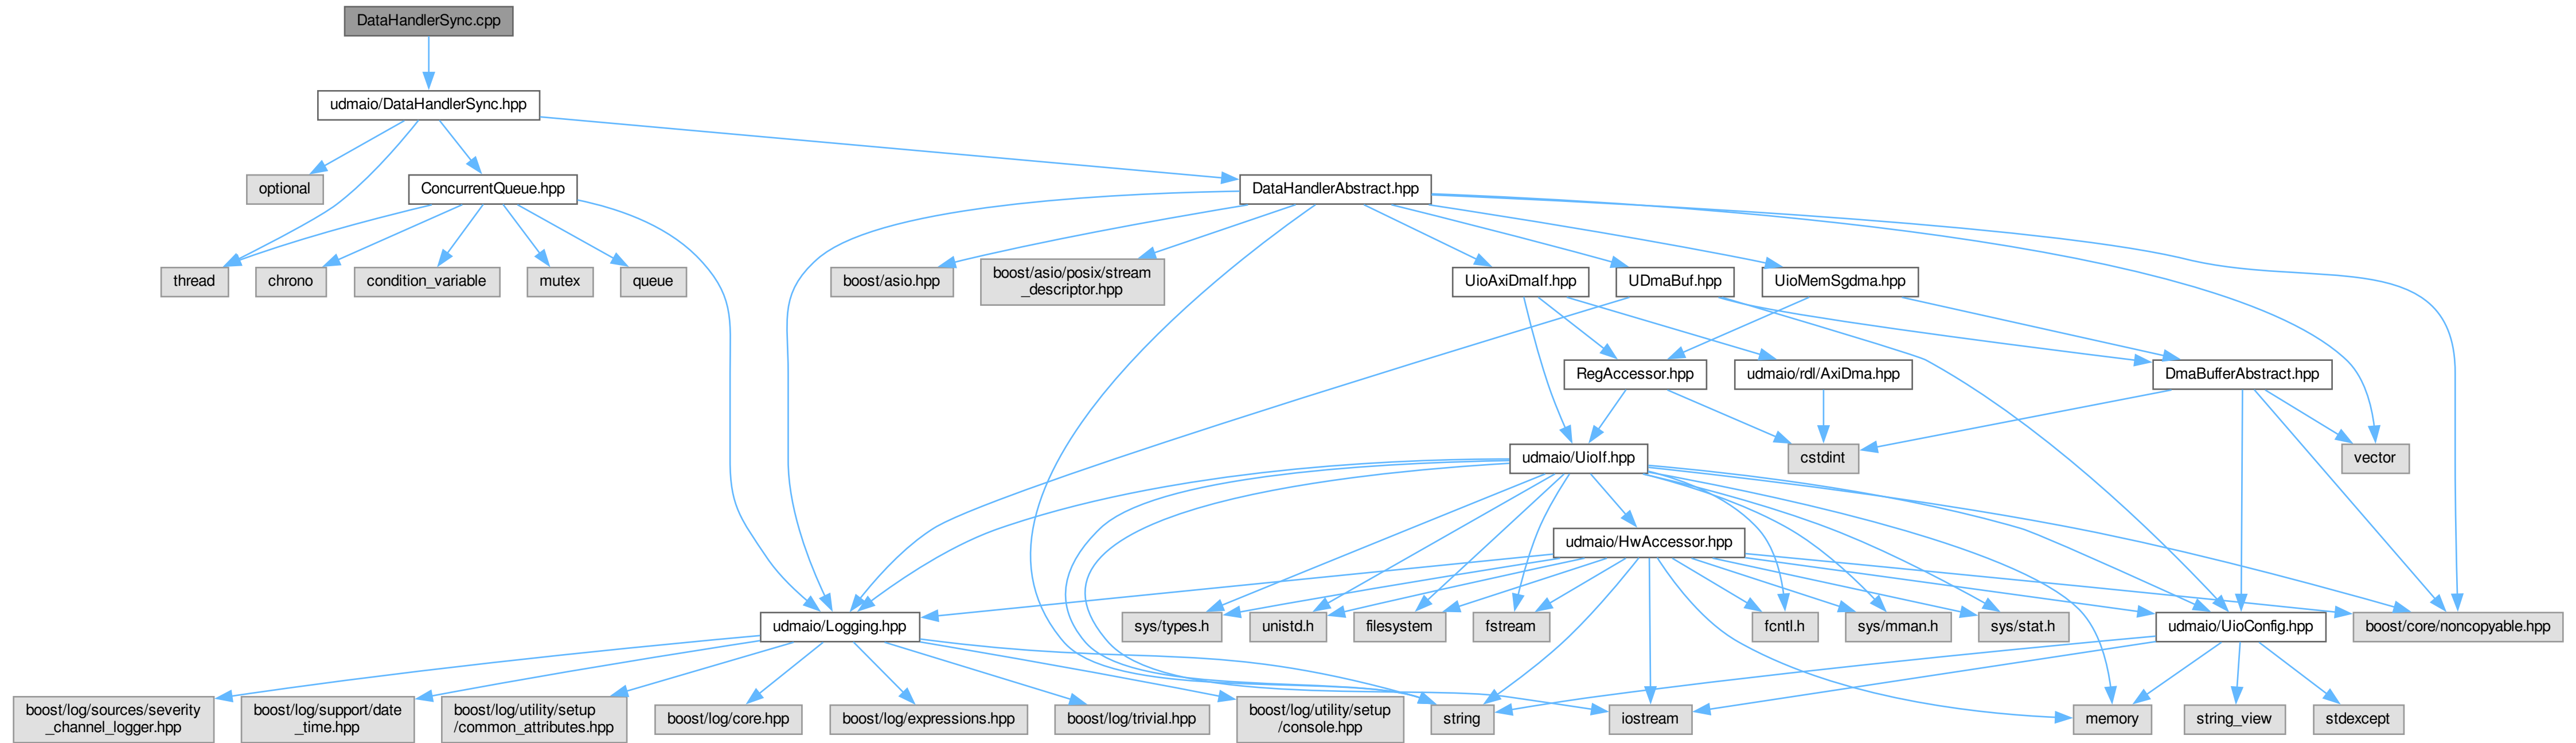 DataHandlerSync.cpp
udmaio/DataHandlerSync.hpp
optional
ConcurrentQueue.hpp
DataHandlerAbstract.hpp
thread
chrono
condition_variable
mutex
queue
boost/asio.hpp
boost/asio/posix/stream
_descriptor.hpp
UioAxiDmaIf.hpp
UDmaBuf.hpp
UioMemSgdma.hpp
RegAccessor.hpp
udmaio/rdl/AxiDma.hpp
DmaBufferAbstract.hpp
udmaio/UioIf.hpp
cstdint
vector
udmaio/HwAccessor.hpp
udmaio/Logging.hpp
sys/types.h
unistd.h
filesystem
fstream
fcntl.h
sys/mman.h
sys/stat.h
udmaio/UioConfig.hpp
boost/core/noncopyable.hpp
boost/log/sources/severity
_channel_logger.hpp
boost/log/support/date
_time.hpp
boost/log/utility/setup
/common_attributes.hpp
boost/log/core.hpp
boost/log/expressions.hpp
boost/log/trivial.hpp
boost/log/utility/setup
/console.hpp
string
iostream
memory
string_view
stdexcept